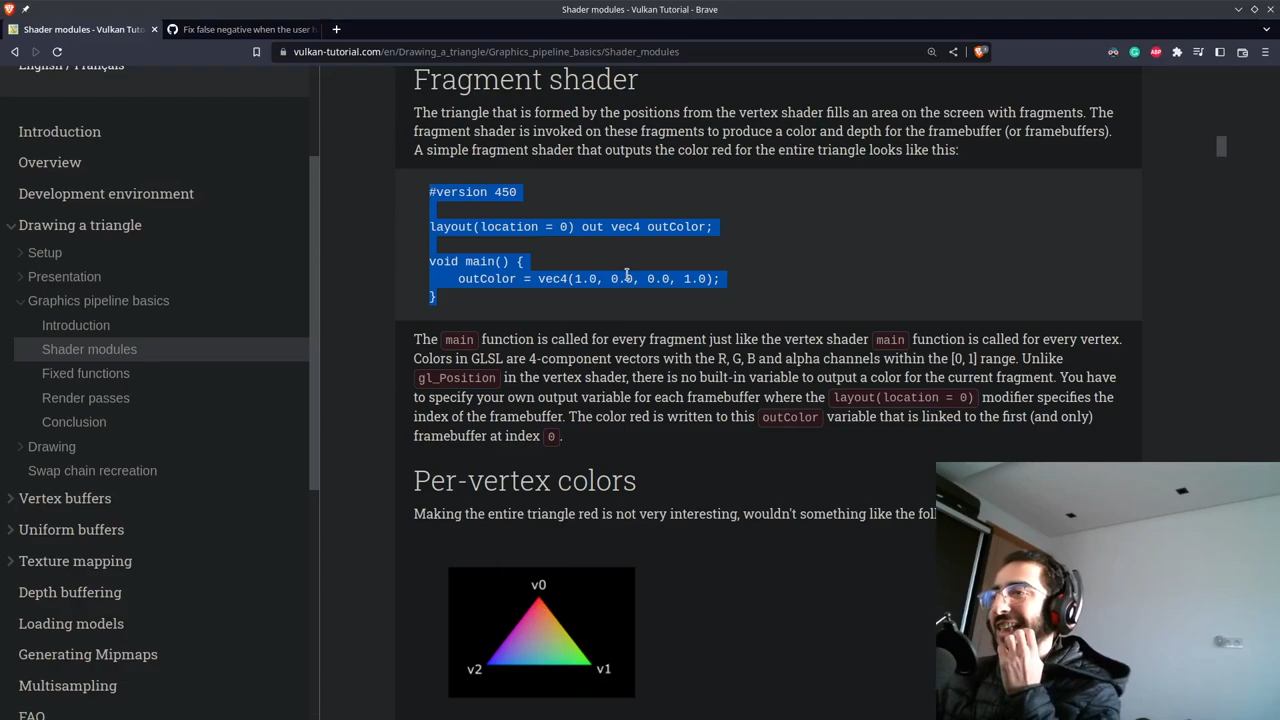 Shader modules - Vulkan Tutorial - Brave
Shader modules - Vulkan Tuto
Fix false negative when the user h
vulkan-tutorial.com/en/Drawing_a_triangle/Graphics_pipeline_basics/Shader_modules
English / Français
Introduction
Overview
Development environment
Drawing a triangle
Setup
Presentation
Graphics pipeline basics
Introduction
Shader modules
Fixed functions
Render passes
Conclusion
Drawing
Swap chain recreation
Vertex buffers
Uniform buffers
Texture mapping
Depth buffering
Loading models
Generating Mipmaps
Multisampling
FAQ
Fragment shader
The triangle that is formed by the positions from the vertex shader fills an area on the screen with fragments. The
fragment shader is invoked on these fragments to produce a color and depth for the framebuffer (or framebuffers).
A simple fragment shader that outputs the color red for the entire triangle looks like this:
#version 450
layout(location = 0) out vec4 outColor;
void main() {
outColor = vec4(1.0, 0.0, 0.0, 1.0);
}
The main function is called for every fragment just like the vertex shader main function is called for every vertex.
Colors in GLSL are 4-component vectors with the R, G, B and alpha channels within the [0, 1] range. Unlike
gl_Position in the vertex shader, there is no built-in variable to output a color for the current fragment. You have
to specify your own output variable for each framebuffer where the layout(location = 0) modifier specifies the
index of the framebuffer. The color red is written to this outColor variable that is linked to the first (and only)
framebuffer at index 0.
Per-vertex colors
Making the entire triangle red is not very interesting, wouldn't something like the fol
v0
v2
v1